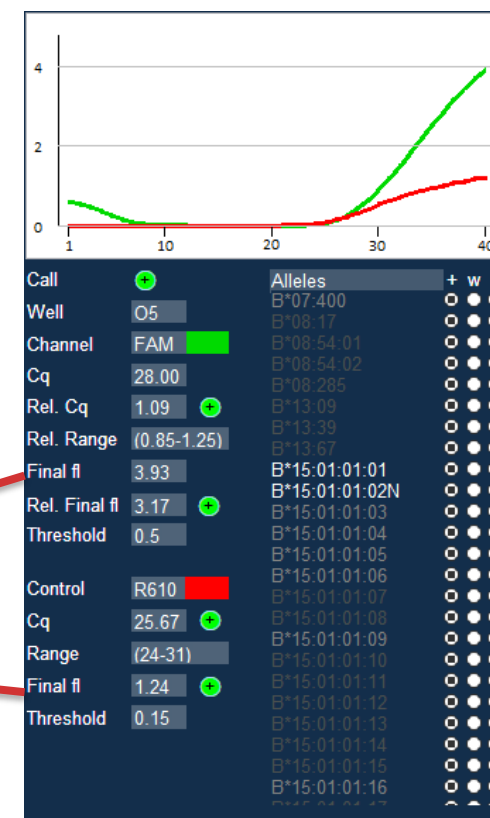 4
2
0
1 10 20 30 40
Call
Well O5
Channel FAM
Cq 28.00
Rel. Cq 1.09 +
Rel. Range (0.85-1.25)
Final fl 3.93
Rel. Final fl 3.17 +
Threshold 0.5
Control R610
Cq 25.67 +
Range (24-31)
Final fl 1.24 +
Threshold 0.15
Alleles + w
B*07:400
B*08:17
B*08:54:01
B*08:54:02
B*08:285
B*13:09
B*13:39
B*13:67
B*15:01:01:01
B*15:01:01:02N
B*15:01:01:03
B*15:01:01:04
B*15:01:01:05
B*15:01:01:06
B*15:01:01:07
B*15:01:01:08
B*15:01:01:09
B*15:01:01:10
B*15:01:01:11
B*15:01:01:12
B*15:01:01:13
B*15:01:01:14
B*15:01:01:15
B*15:01:01:16